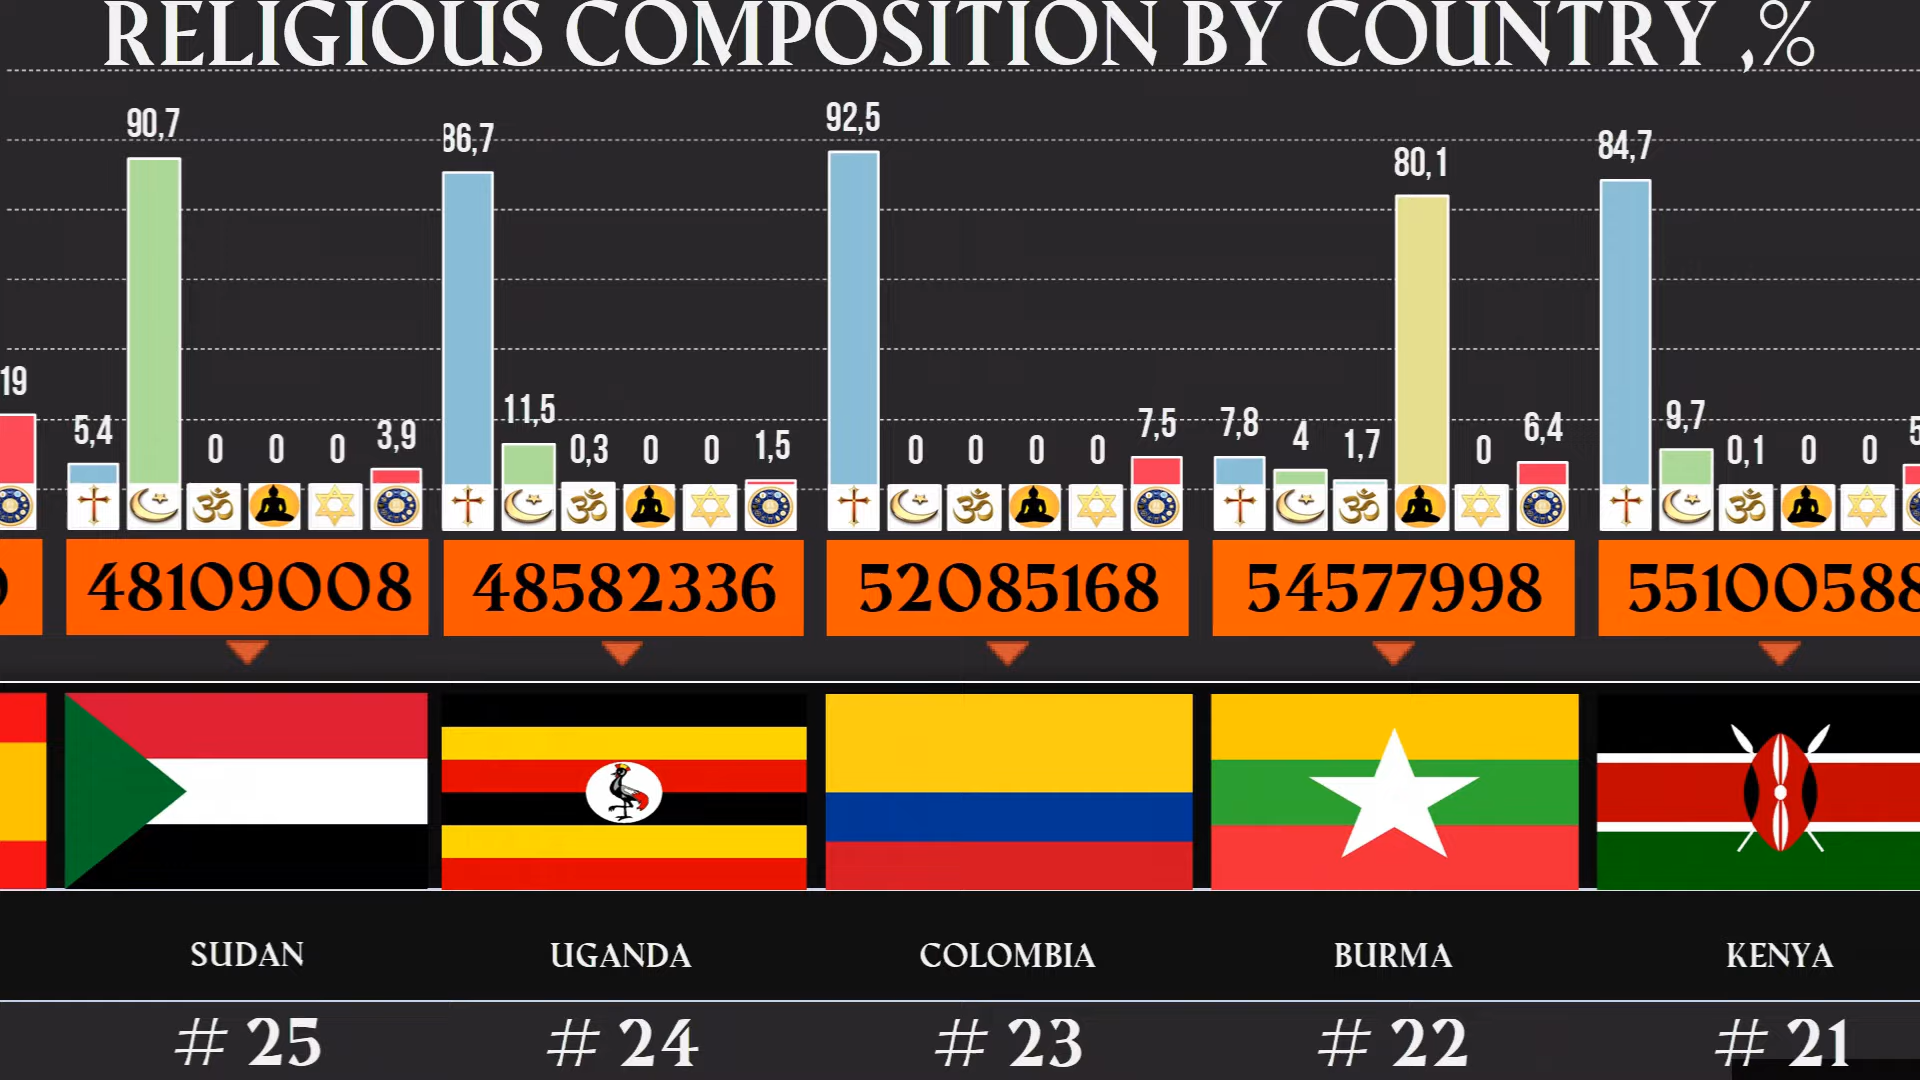 RELIGIOUS COMPOSITION BY COUNTRY ,%
19
5,4 90,7 0 0 0 3,9
86,7 11,5 0,3 0 0 1,5
92,5 0 0 0 0 7,5
7,8 4 1,7 80,1 0 6,4
84,7 9,7 0,1 0 0 5
48109008 48582336 52085168 54577998 55100588
SUDAN UGANDA COLOMBIA BURMA KENYA
# 25 # 24 # 23 # 22 # 21